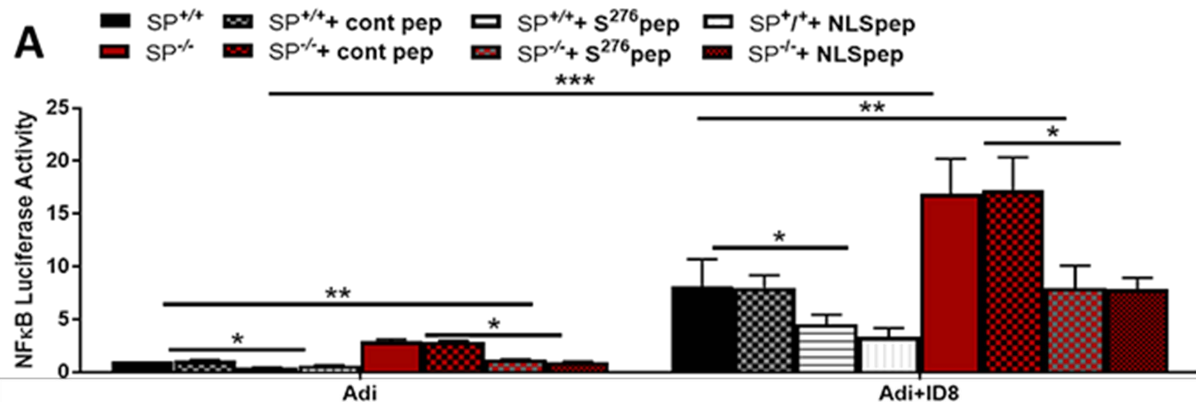 A
SP+/+ SP+/++ cont pep SP+/++ S276pep SP+/++ NLSpep
SP-/- SP-/-+ cont pep SP-/-+ S276pep SP-/-+ NLSpep
***
**
*
*
**
*
*
NFκB Luciferase Activity
25
20
15
10
5
0
Adi Adi+ID8